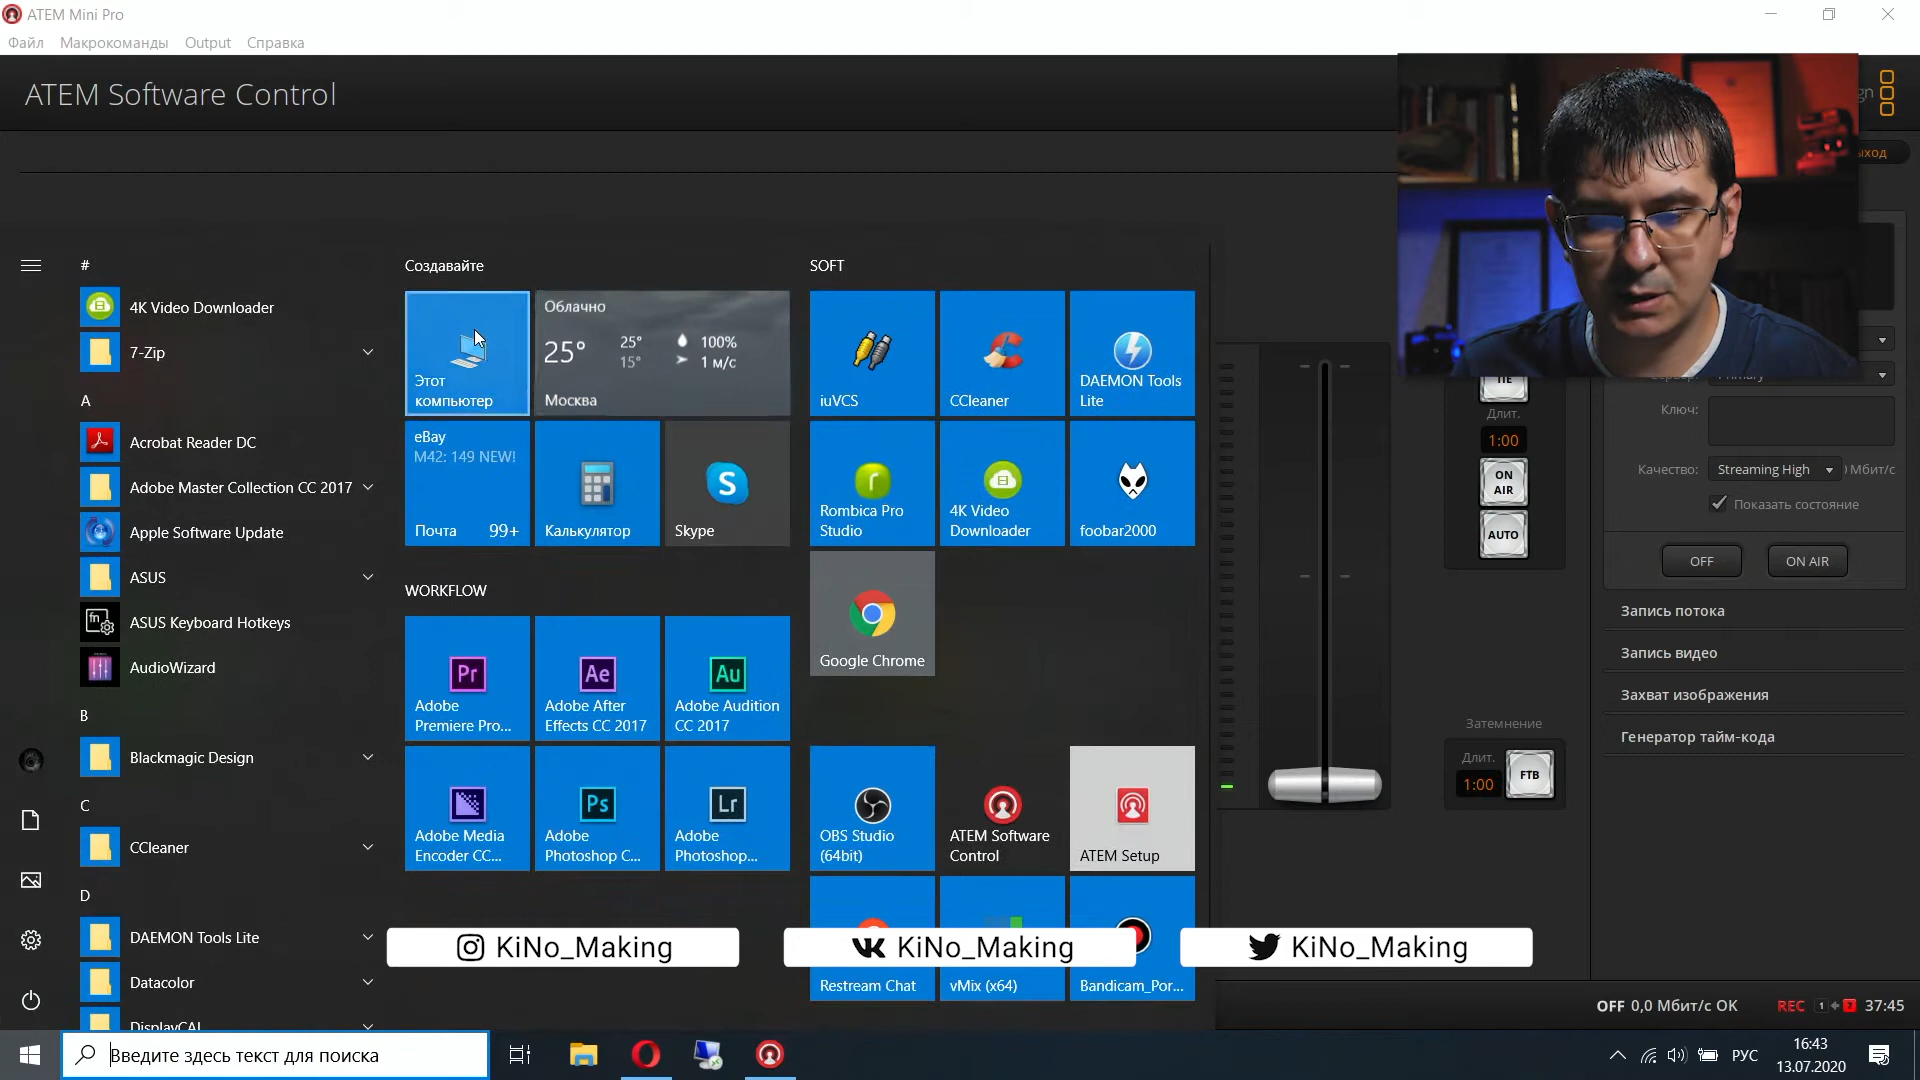 ATEM Mini Pro
Файл Макрокоманды Output Справка
ATEM Software Control
gn
#
4K Video Downloader
7-Zip
A
Acrobat Reader DC
Adobe Master Collection CC 2017
Apple Software Update
ASUS
ASUS Keyboard Hotkeys
AudioWizard
B
Blackmagic Design
C
CCleaner
D
DAEMON Tools Lite
Datacolor
DisplayCAL
Создавайте
Этот
компьютер
Облачно
25° 25° 100%
15° 1 м/с
Москва
eBay
M42: 149 NEW!
Почта 99+
Калькулятор
Skype
WORKFLOW
Pr
Adobe
Premiere Pro...
Ae
Adobe After
Effects CC 2017
Au
Adobe Audition
CC 2017
Adobe Media
Encoder CC...
Ps
Adobe
Photoshop C...
Lr
Adobe
Photoshop...
SOFT
iuVCS
CCleaner
DAEMON Tools
Lite
Rombica Pro
Studio
4K Video
Downloader
foobar2000
Google Chrome
OBS Studio
(64bit)
ATEM Software
Control
ATEM Setup
Restream Chat
vMix (x64)
Bandicam_Por...
KiNo_Making
KiNo_Making
KiNo_Making
Длит.
1:00
ON
AIR
AUTO
Затемнение
Длит.
1:00
FTB
Ключ:
Качество: Streaming High Мбит/с
Показать состояние
OFF ON AIR
Запись потока
Запись видео
Захват изображения
Генератор тайм-кода
OFF 0,0 Мбит/с OK REC 1 2 37:45
Введите здесь текст для поиска
РУС
16:43
13.07.2020